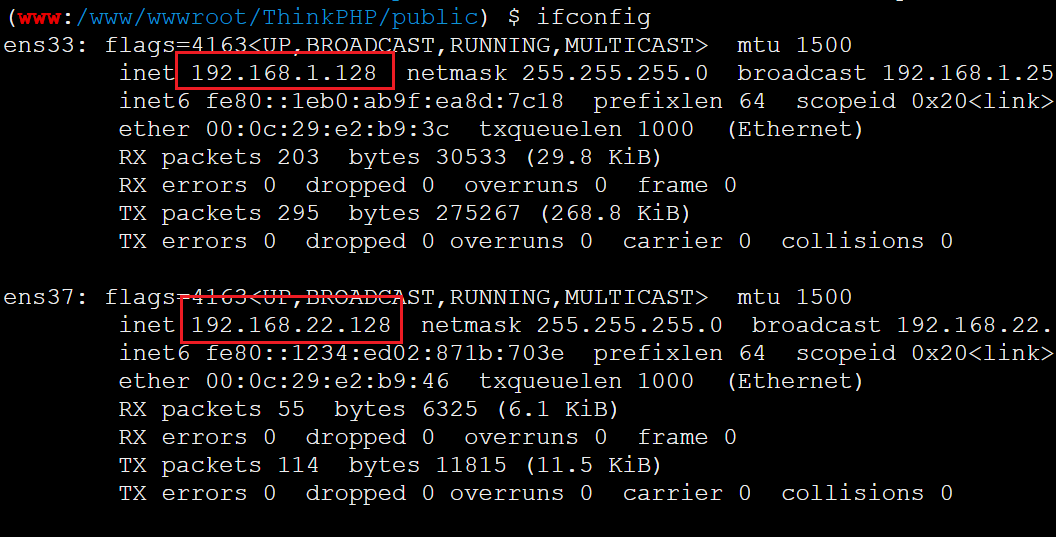 (www:/www/wwwroot/ThinkPHP/public) $ ifconfig
ens33: flags=4163<UP,BROADCAST,RUNNING,MULTICAST>  mtu 1500
        inet 192.168.1.128  netmask 255.255.255.0  broadcast 192.168.1.25
        inet6 fe80::1eb0:ab9f:ea8d:7c18  prefixlen 64  scopeid 0x20<link>
        ether 00:0c:29:e2:b9:3c  txqueuelen 1000  (Ethernet)
        RX packets 203  bytes 30533 (29.8 KiB)
        RX errors 0  dropped 0  overruns 0  frame 0
        TX packets 295  bytes 275267 (268.8 KiB)
        TX errors 0  dropped 0 overruns 0  carrier 0  collisions 0
ens37: flags=4163<UP,BROADCAST,RUNNING,MULTICAST>  mtu 1500
        inet 192.168.22.128  netmask 255.255.255.0  broadcast 192.168.22.
        inet6 fe80::1234:ed02:871b:703e  prefixlen 64  scopeid 0x20<link>
        ether 00:0c:29:e2:b9:46  txqueuelen 1000  (Ethernet)
        RX packets 55  bytes 6325 (6.1 KiB)
        RX errors 0  dropped 0  overruns 0  frame 0
        TX packets 114  bytes 11815 (11.5 KiB)
        TX errors 0  dropped 0 overruns 0  carrier 0  collisions 0